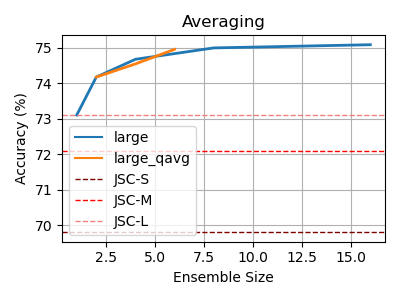 Averaging
Accuracy (%)
75
74
73
72
71
70
large
large_qavg
JSC-S
JSC-M
JSC-L
2.5 5.0 7.5 10.0 12.5 15.0
Ensemble Size